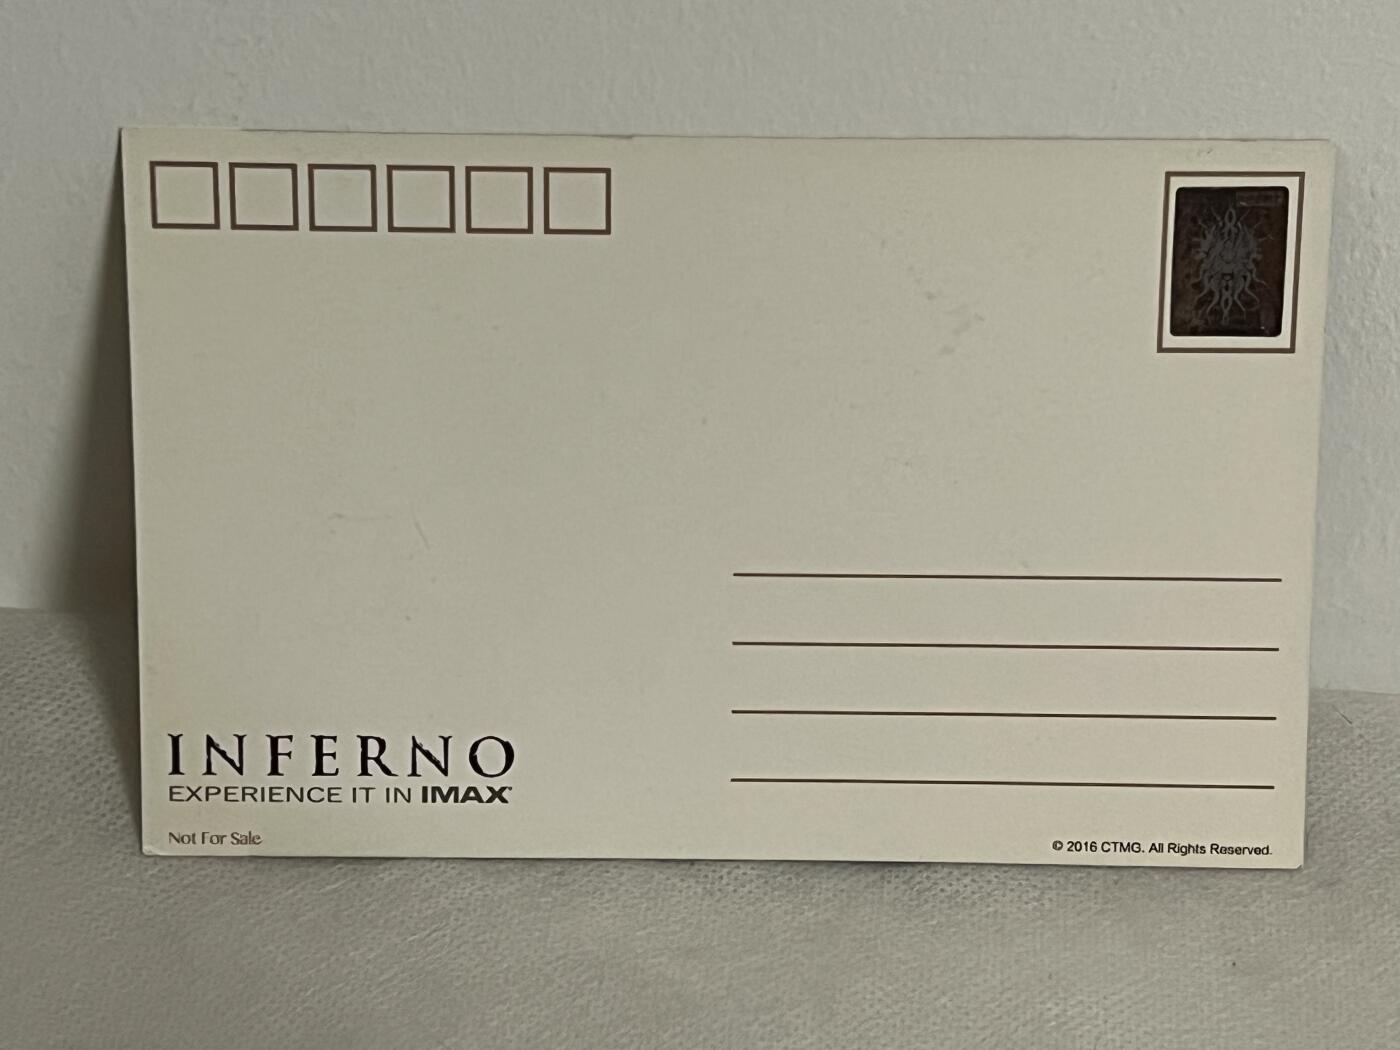 INFERNO
EXPERIENCE IT IN IMAX®
Not For Sale
© 2016 CTMG. All Rights Reserved.